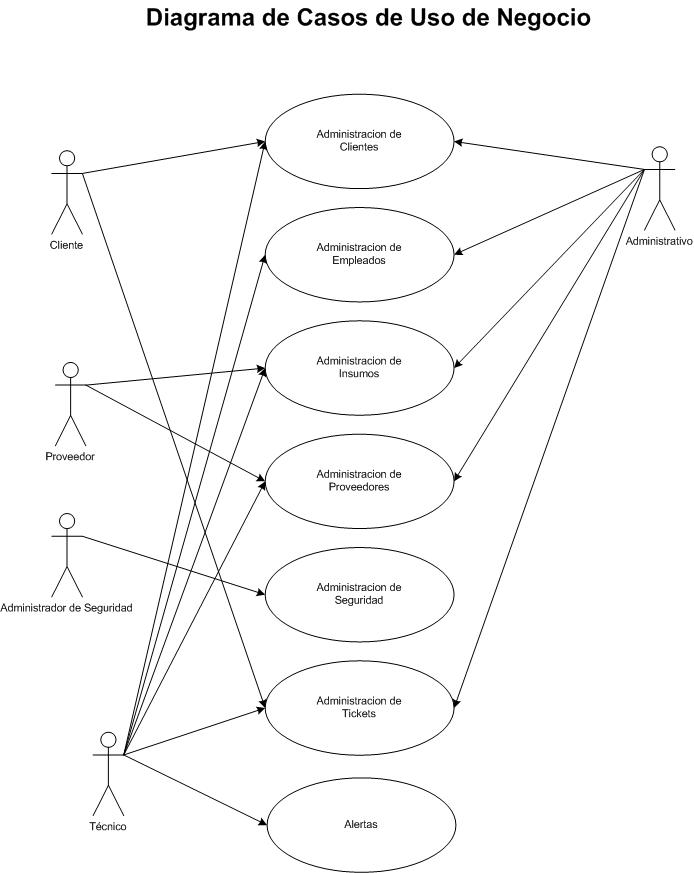 Diagrama de Casos de Uso de Negocio
Administracion de
Clientes
Cliente
Administrativo
Administracion de
Empleados
Administracion de
Insumos
Proveedor
Administracion de
Proveedores
Administrador de Seguridad
Administracion de
Seguridad
Administracion de
Tickets
Técnico
Alertas